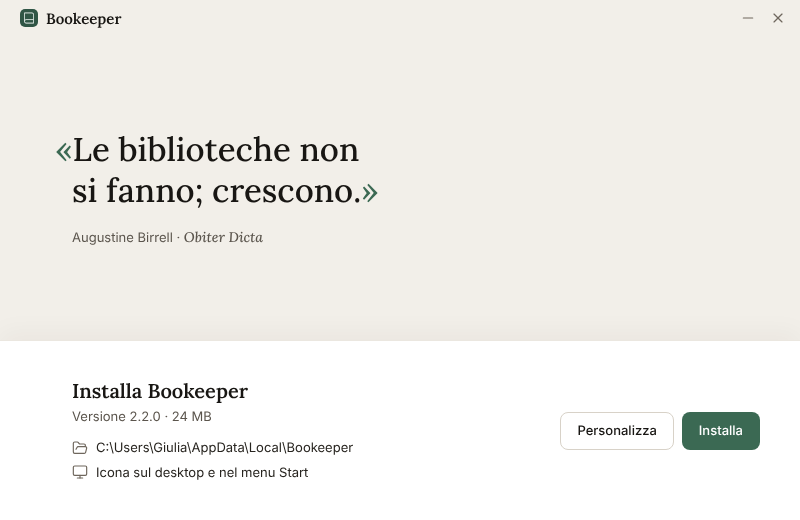 Bookeeper
«Le biblioteche non
si fanno; crescono.»
Augustine Birrell · Obiter Dicta
Installa Bookeeper
Versione 2.2.0 · 24 MB
C:\Users\Giulia\AppData\Local\Bookeeper
Icona sul desktop e nel menu Start
Personalizza
Installa